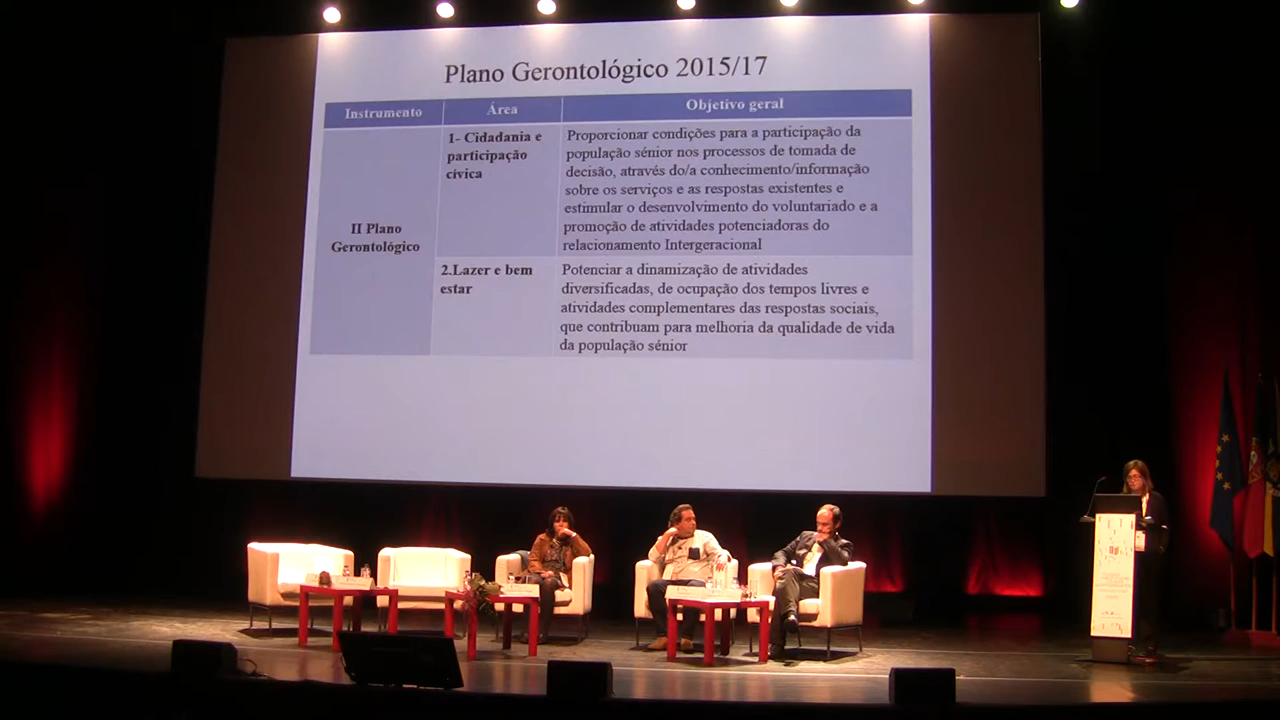 Plano Gerontológico 2015/17
Instrumento
Área
Objetivo geral
II Plano
Gerontológico
1- Cidadania e
participação
cívica
Proporcionar condições para a participação da
população sénior nos processos de tomada de
decisão, através do/a conhecimento/informação
sobre os serviços e as respostas existentes e
estimular o desenvolvimento do voluntariado e a
promoção de atividades potenciadoras do
relacionamento Intergeracional
2.Lazer e bem
estar
Potenciar a dinamização de atividades
diversificadas, de ocupação dos tempos livres e
atividades complementares das respostas sociais,
que contribuam para melhoria da qualidade de vida
da população sénior